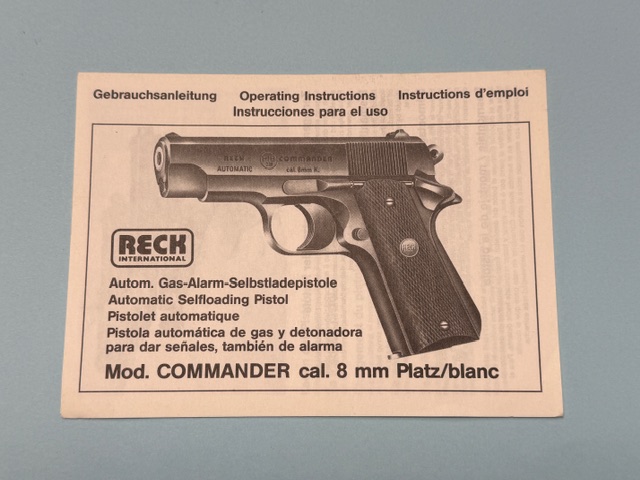 Gebrauchsanleitung Operating Instructions Instructions d'emploi
Instrucciones para el uso
RECK COMMANDER
AUTOMATIC cal. 8mm K.
RECK
INTERNATIONAL
Autom. Gas-Alarm-Selbstladepistole
Automatic Selfloading Pistol
Pistolet automatique
Pistola automática de gas y detonadora
para dar señales, también de alarma
Mod. COMMANDER cal. 8 mm Platz/blanc